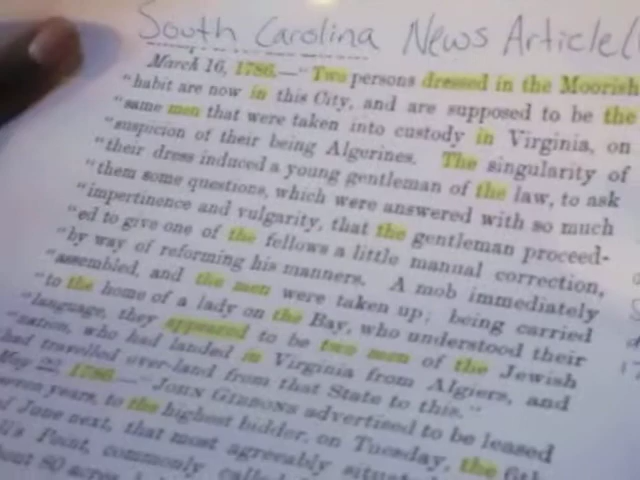 South Carolina News Article (
March 16, 1786.—"Two persons dressed in the Moorish
"habit are now in this City, and are supposed to be the
"same men that were taken into custody in Virginia, on
"suspicion of their being Algerines. The singularity of
"their dress induced a young gentleman of the law, to ask
"them some questions, which were answered with so much
"impertinence and vulgarity, that the gentleman proceed-
"ed to give one of the fellows a little manual correction,
"by way of reforming his manners. A mob immediately
"assembled, and the men were taken up; being carried
"to the home of a lady on the Bay, who understood their
"language, they appeared to be two men of the Jewish
"nation, who had landed in Virginia from Algiers, and
had travelled over-land from that State to this."
May 1786.—"JOHN GIBBONS advertised to be leased
seven years, to the highest bidder, on Tuesday, the 6th
of June next, that most agreeably
Point, commonly called
about 80 acres